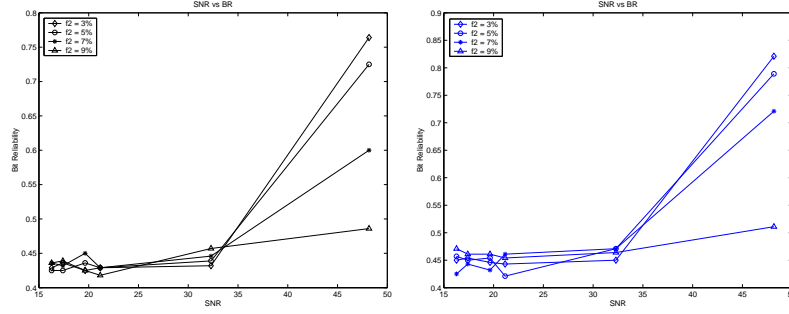 SNR vs BR
f2 = 3%
f2 = 5%
f2 = 7%
f2 = 9%
Bit Reliability
0.8
0.75
0.7
0.65
0.6
0.55
0.5
0.45
0.4
15 20 25 30 35 40 45 50
SNR
SNR vs BR
f2 = 3%
f2 = 5%
f2 = 7%
f2 = 9%
Bit Reliability
0.9
0.85
0.8
0.75
0.7
0.65
0.6
0.55
0.5
0.45
0.4
15 20 25 30 35 40 45
SNR